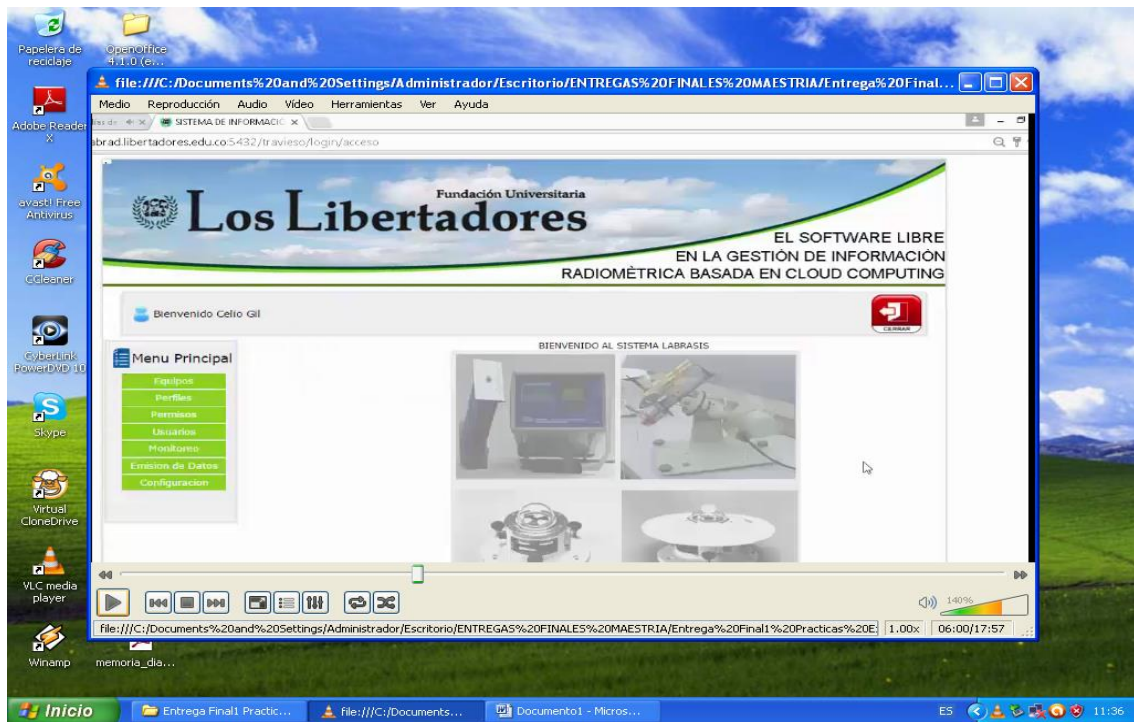 Papelera de reciclaje
OpenOffice 4.1.0 (e...
Adobe Reader X
avast! Free Antivirus
CCleaner
CyberLink PowerDVD 10
Skype
Virtual CloneDrive
VLC media player
Winamp
memoria_dia...
file:///C:/Documents%20and%20Settings/Administrador/Escritorio/ENTREGAS%20FINALES%20MAESTRIA/Entrega%20Final...
Medio Reproducción Audio Vídeo Herramientas Ver Ayuda
SISTEMA DE INFORMACIÓ
abrad.libertadores.edu.co:5432/travieso/login/acceso
Fundación Universitaria
Los Libertadores
EL SOFTWARE LIBRE
EN LA GESTIÓN DE INFORMACIÓN
RADIOMÈTRICA BASADA EN CLOUD COMPUTING
Bienvenido Celio Gil
CERRAR
Menu Principal
Equipos
Perfiles
Permisos
Usuarios
Monitoreo
Emision de Datos
Configuracion
BIENVENIDO AL SISTEMA LABRASIS
140%
file:///C:/Documents%20and%20Settings/Administrador/Escritorio/ENTREGAS%20FINALES%20MAESTRIA/Entrega%20Final1%20Practicas%20E: 1.00x 06:00/17:57
Inicio Entrega Final1 Practic... file:///C:/Documents... Documento1 - Micros... ES 11:36